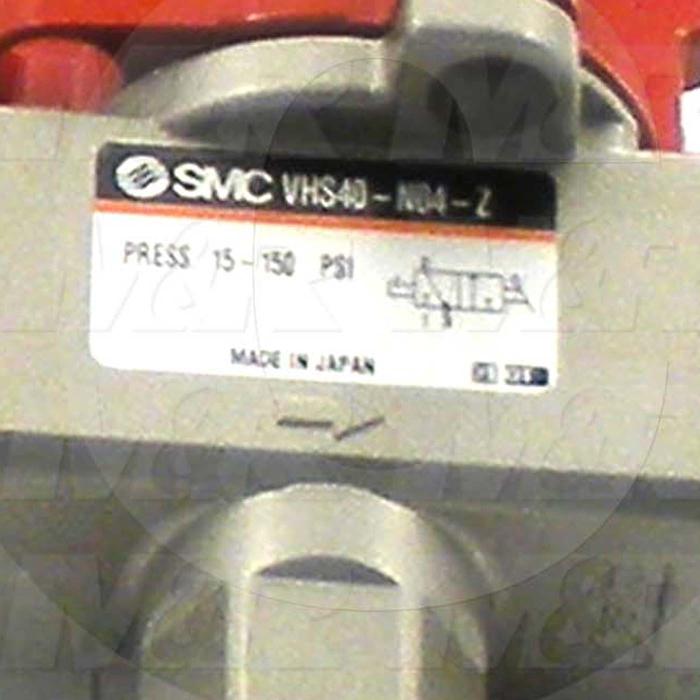 SMC VHS40-N04-Z
PRESS 15-150 PSI
MADE IN JAPAN
M&R